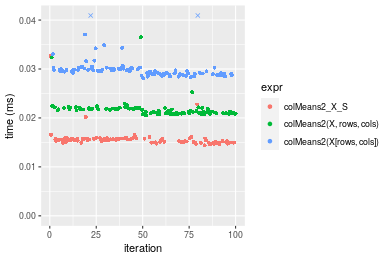 0.04
0.03
0.02
0.01
0.00
time (ms)
0
25
50
75
100
iteration
expr
colMeans2_X_S
colMeans2(X, rows, cols)
colMeans2(X[rows, cols])